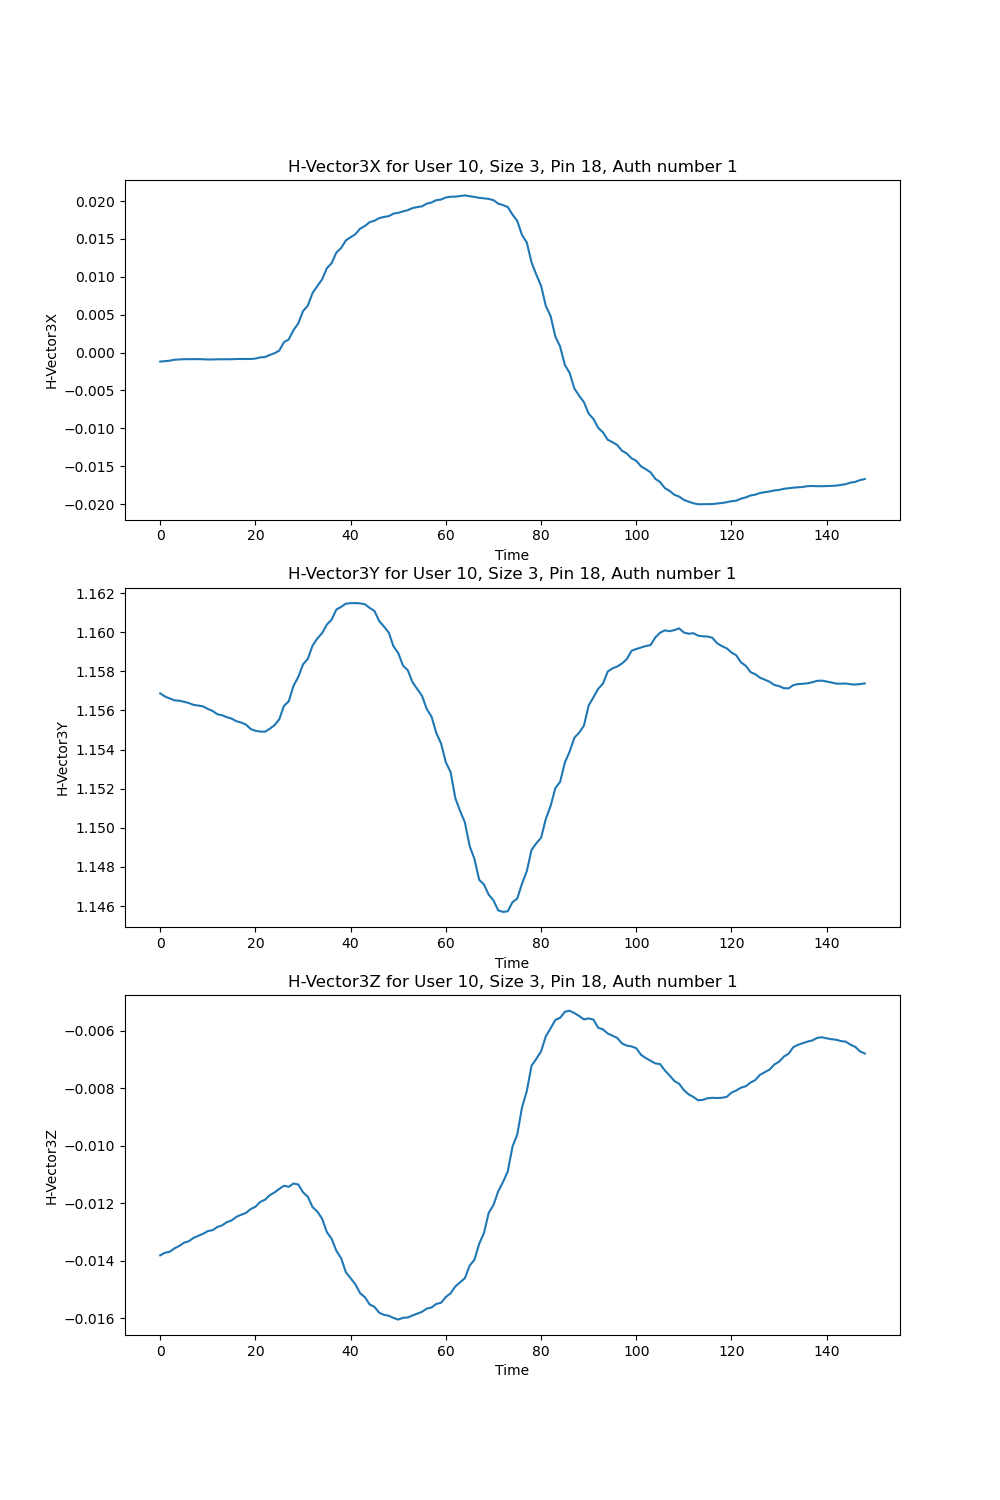 H-Vector3X for User 10, Size 3, Pin 18, Auth number 1
0.020
0.015
0.010
0.005
0.000
−0.005
−0.010
−0.015
−0.020
H-Vector3X
0 20 40 60 80 100 120 140
Time
H-Vector3Y for User 10, Size 3, Pin 18, Auth number 1
1.162
1.160
1.158
1.156
1.154
1.152
1.150
1.148
1.146
H-Vector3Y
0 20 40 60 80 100 120 140
Time
H-Vector3Z for User 10, Size 3, Pin 18, Auth number 1
−0.006
−0.008
−0.010
−0.012
−0.014
−0.016
H-Vector3Z
0 20 40 60 80 100 120 140
Time